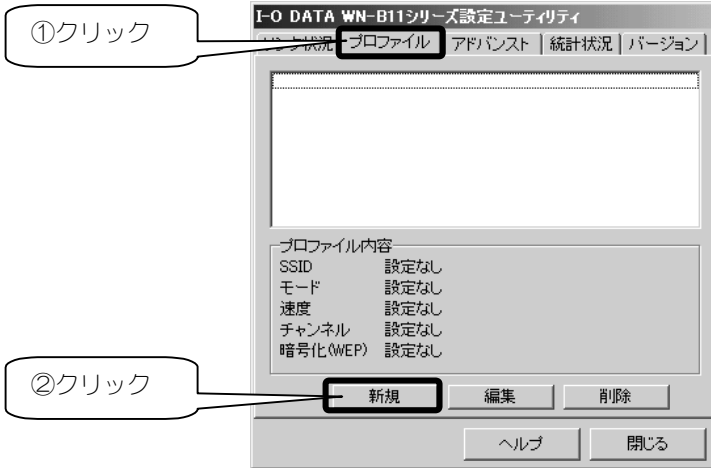 ①クリック
I-O DATA WN-B11シリーズ設定ユーティリティ
リンク状況 プロファイル アドバンスト 統計状況 バージョン
プロファイル内容
SSID 設定なし
モード 設定なし
速度 設定なし
チャンネル 設定なし
暗号化(WEP) 設定なし
②クリック
新規 編集 削除
ヘルプ 閉じる